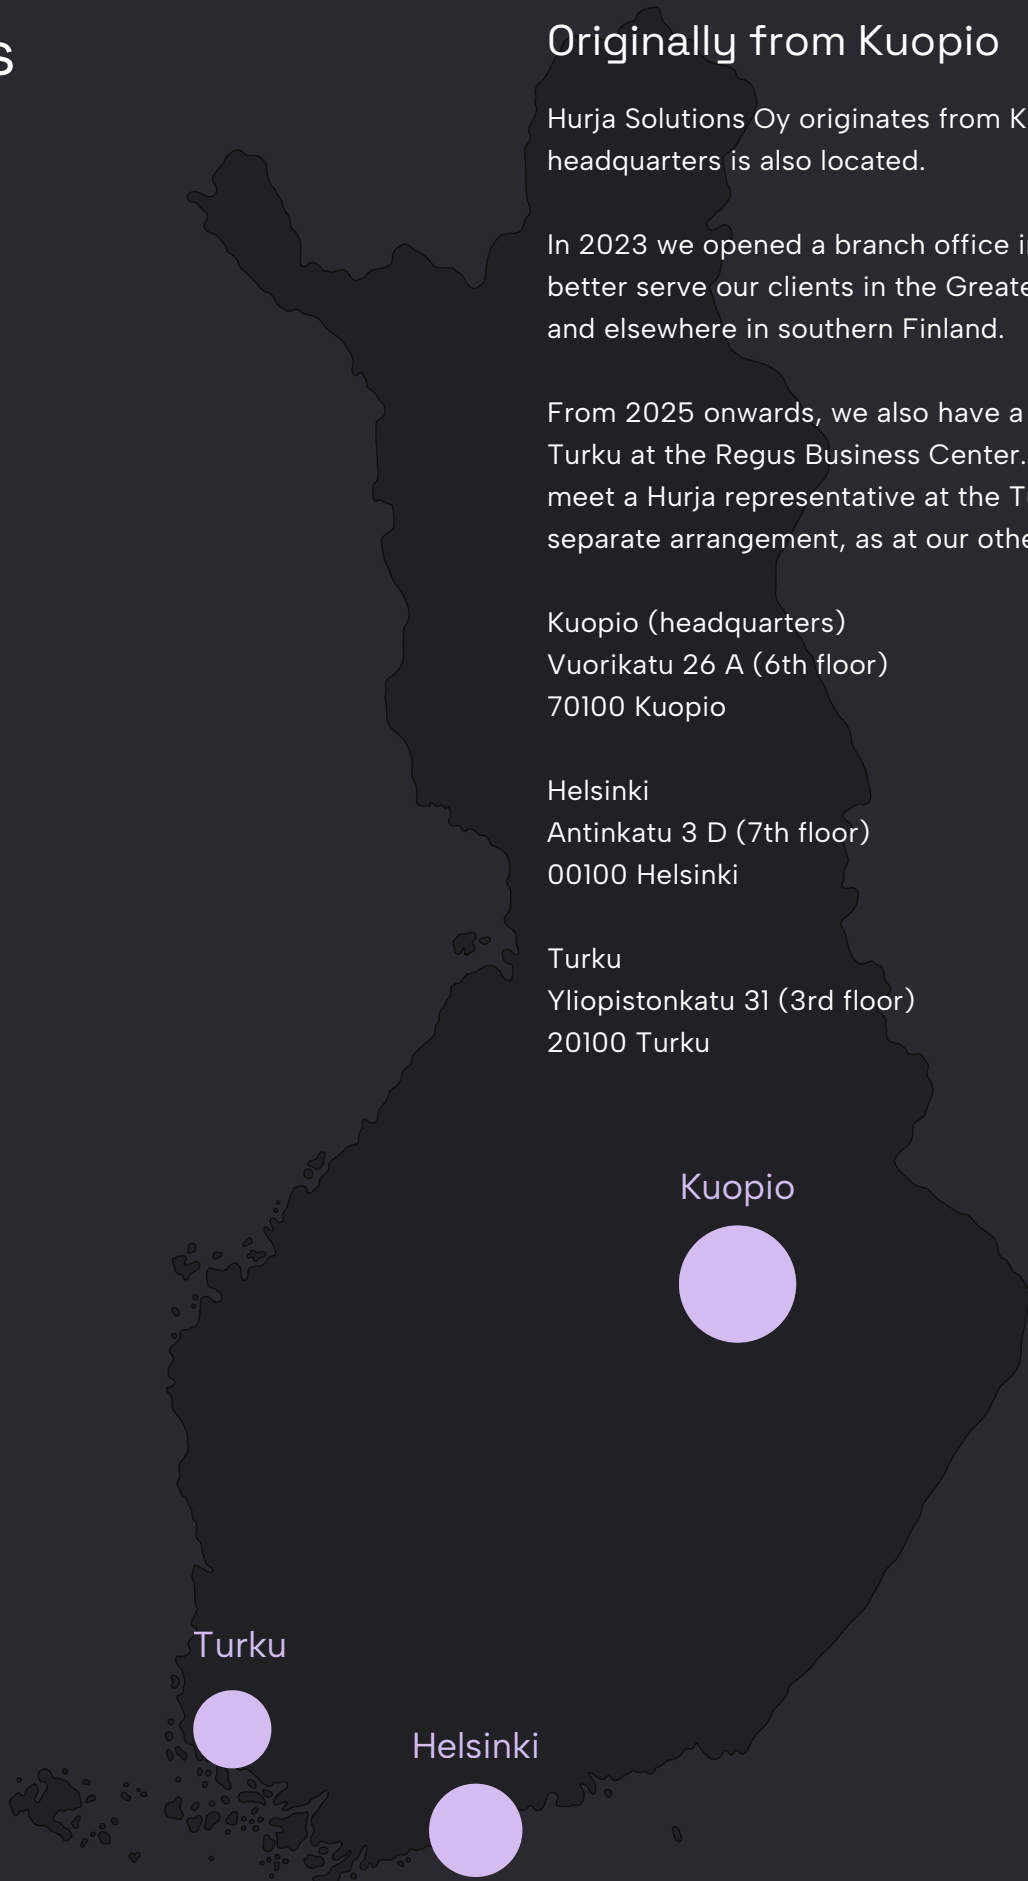 s
Originally from Kuopio
Hurja Solutions Oy originates from K
headquarters is also located.
In 2023 we opened a branch office
better serve our clients in the Greate
and elsewhere in southern Finland.
From 2025 onwards, we also have a
Turku at the Regus Business Center.
meet a Hurja representative at the
separate arrangement, as at our othe
Kuopio (headquarters)
Vuorikatu 26 A (6th floor)
70100 Kuopio
Helsinki
Antinkatu 3 D (7th floor)
00100 Helsinki
Turku
Yliopistonkatu 31 (3rd floor)
20100 Turku
Kuopio
Turku
Helsinki